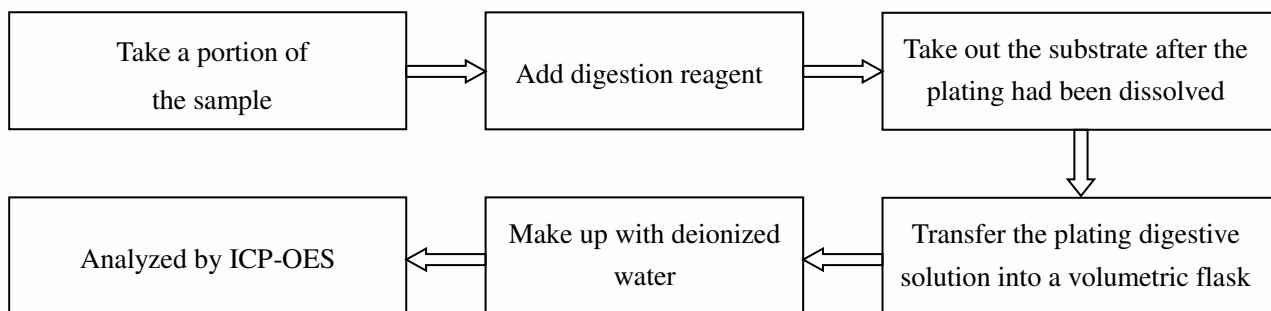 Take a portion of
the sample
Add digestion reagent
Take out the substrate after the
plating had been dissolved
Transfer the plating digestive
solution into a volumetric flask
Make up with deionized
water
Analyzed by ICP-OES